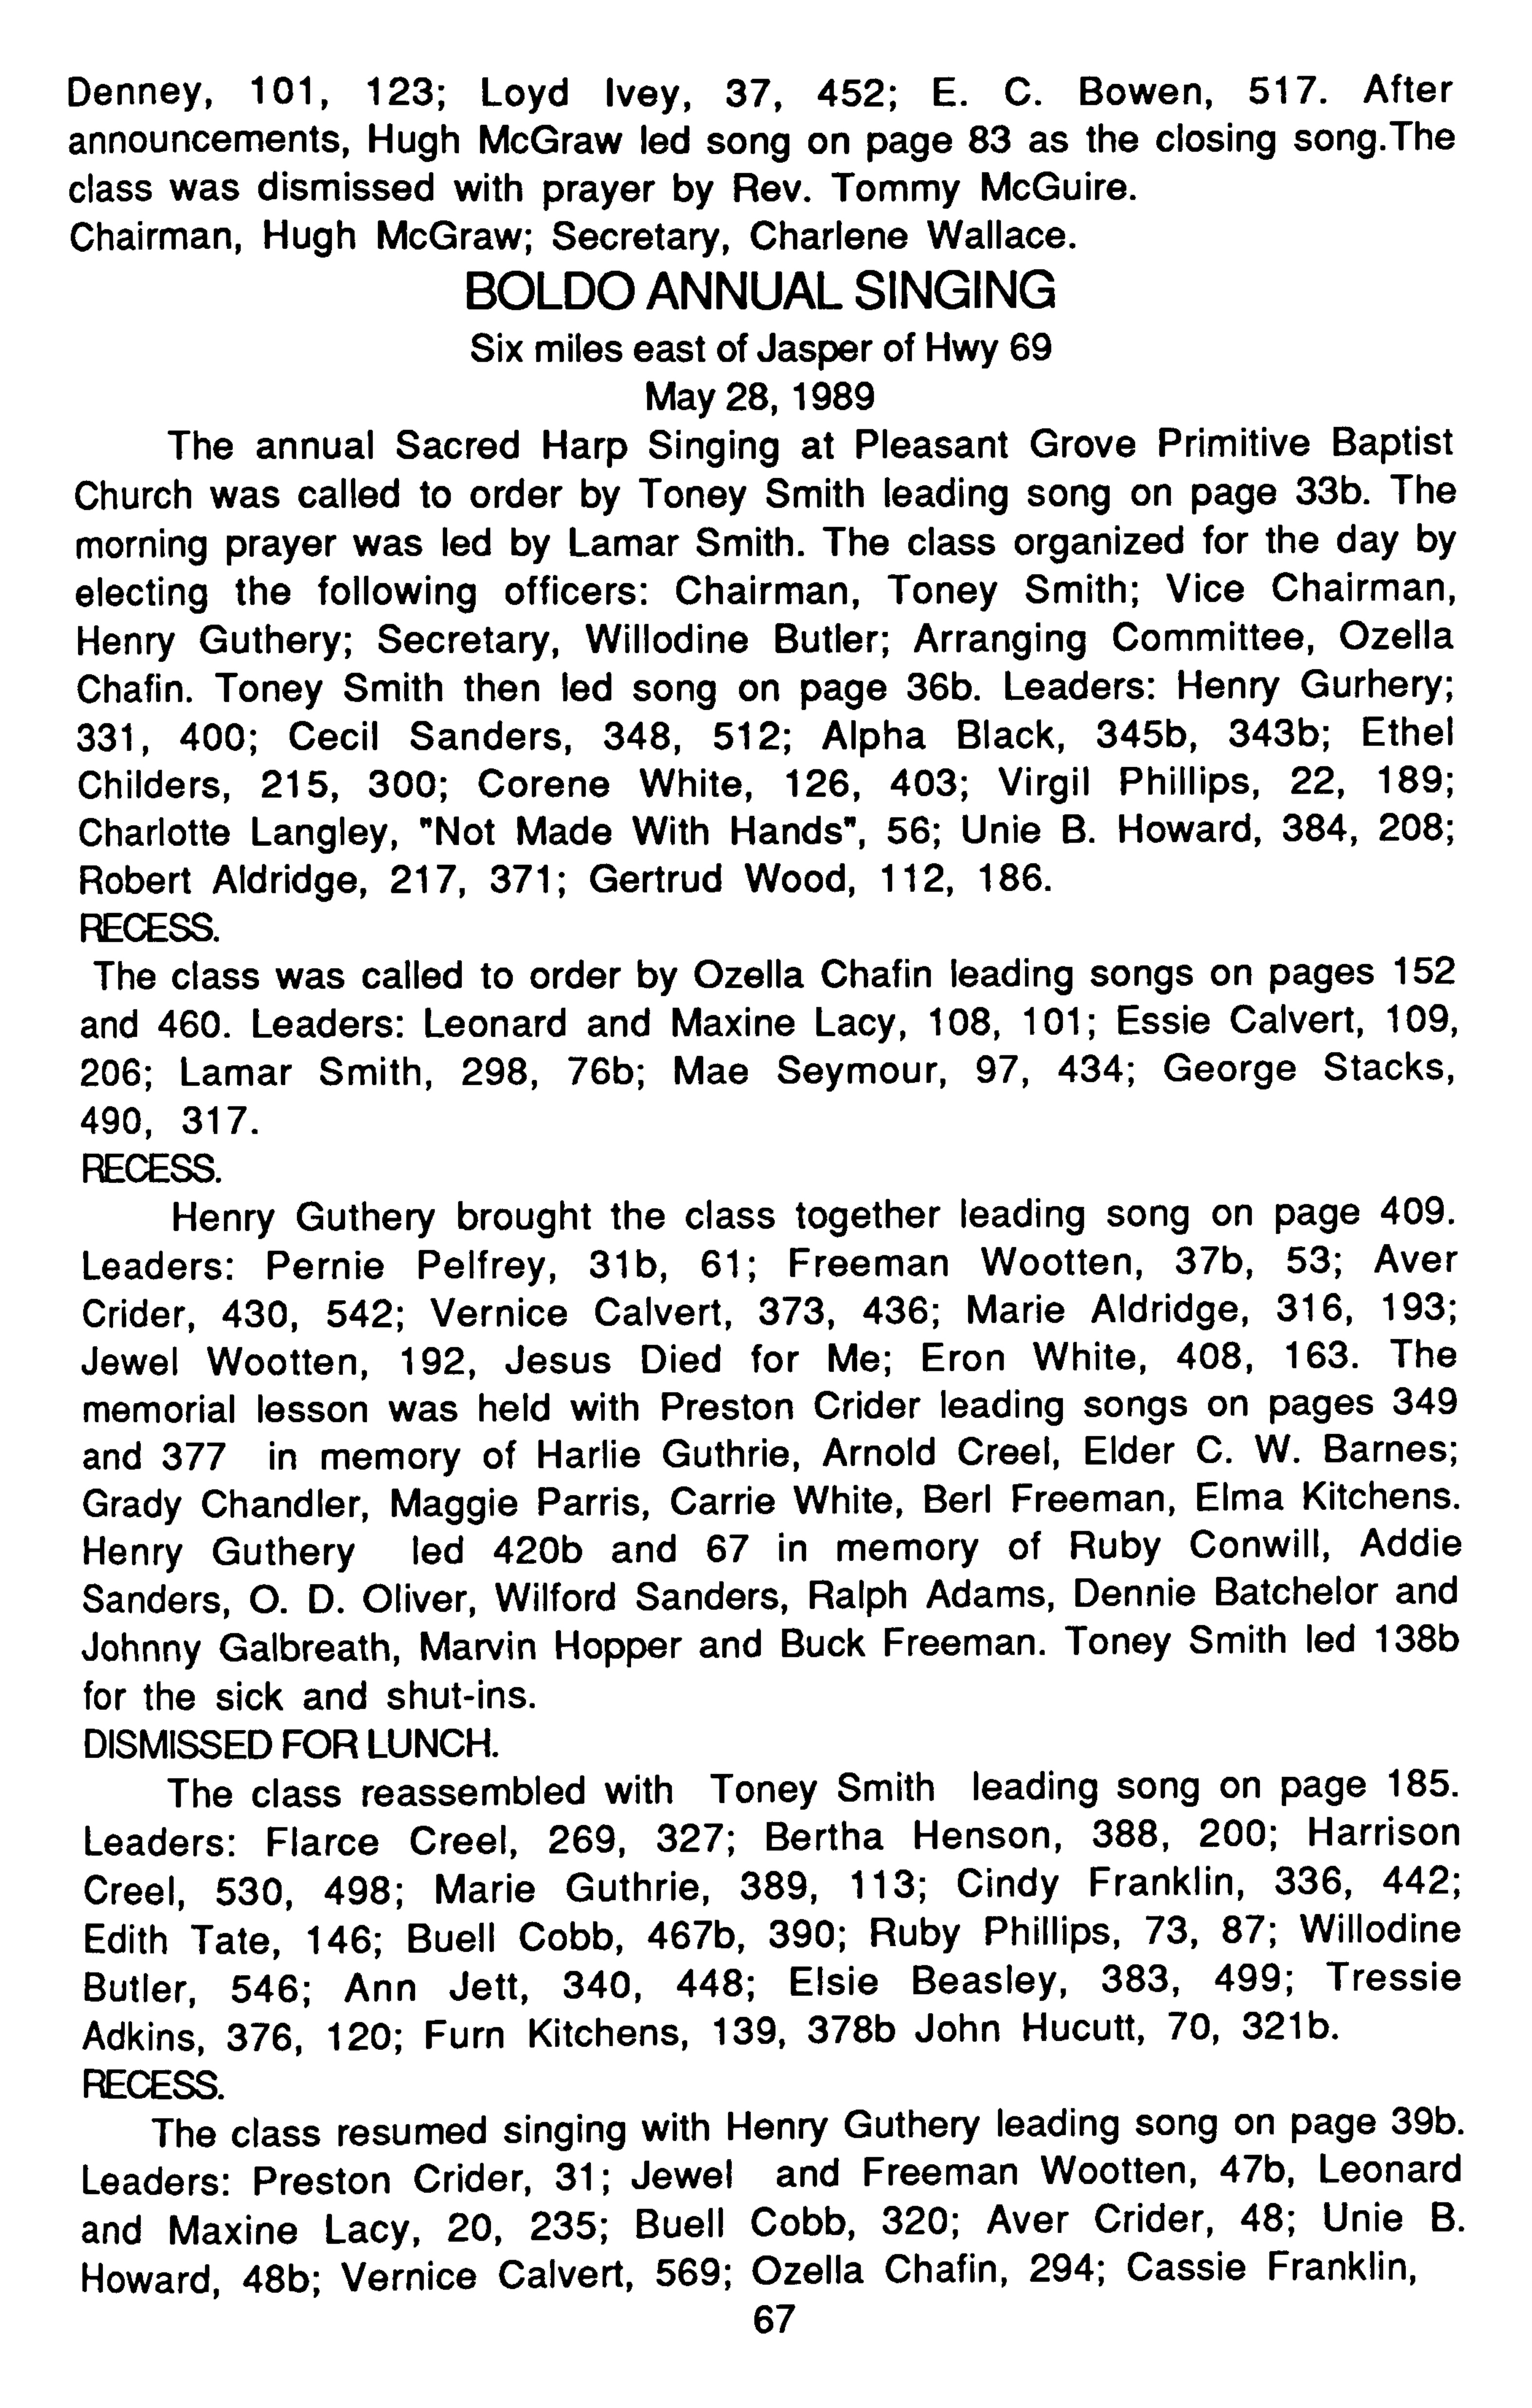 Denney, 101, 123; Loyd Ivey, 37, 452; E. C. Bowen, 517. After
announcements, Hugh McGraw led song on page 83 as the closing song.The
class was dismissed with prayer by Rev. Tommy McGuire.
Chairman, Hugh McGraw; Secretary, Charlene Wallace.
BOLDO ANNUAL SINGING
Six miles east of Jasper of Hwy 69
May 28, 1989
The annual Sacred Harp Singing at Pleasant Grove Primitive Baptist
Church was called to order by Toney Smith leading song on page 33b. The
morning prayer was led by Lamar Smith. The class organized for the day by
electing the following officers: Chairman, Toney Smith; Vice Chairman,
Henry Guthery; Secretary, Willodine Butler; Arranging Committee, Ozella
Chafin. Toney Smith then led song on page 36b. Leaders: Henry Gurhery;
331, 400; Cecil Sanders, 348, 512; Alpha Black, 345b, 343b; Ethel
Childers, 215, 300; Corene White, 126, 403; Virgil Phillips, 22, 189;
Charlotte Langley, "Not Made With Hands", 56; Unie B. Howard, 384, 208;
Robert Aldridge, 217, 371; Gertrud Wood, 112, 186.
RECESS.
The class was called to order by Ozella Chafin leading songs on pages 152
and 460. Leaders: Leonard and Maxine Lacy, 108, 101; Essie Calvert, 109,
206; Lamar Smith, 298, 76b; Mae Seymour, 97, 434; George Stacks,
490, 317.
RECESS.
Henry Guthery brought the class together leading song on page 409.
Leaders: Pernie Pelfrey, 31b, 61; Freeman Wootten, 37b, 53; Aver
Crider, 430, 542; Vernice Calvert, 373, 436; Marie Aldridge, 316, 193;
Jewel Wootten, 192, Jesus Died for Me; Eron White, 408, 163. The
memorial lesson was held with Preston Crider leading songs on pages 349
and 377 in memory of Harlie Guthrie, Arnold Creel, Elder C. W. Barnes;
Grady Chandler, Maggie Parris, Carrie White, Berl Freeman, Elma Kitchens.
Henry Guthery led 420b and 67 in memory of Ruby Conwill, Addie
Sanders, O. D. Oliver, Wilford Sanders, Ralph Adams, Dennie Batchelor and
Johnny Galbreath, Marvin Hopper and Buck Freeman. Toney Smith led 138b
for the sick and shut-ins.
DISMISSED FOR LUNCH.
The class reassembled with Toney Smith leading song on page 185.
Leaders: Flarce Creel, 269, 327; Bertha Henson, 388, 200; Harrison
Creel, 530, 498; Marie Guthrie, 389, 113; Cindy Franklin, 336, 442;
Edith Tate, 146; Buell Cobb, 467b, 390; Ruby Phillips, 73, 87; Willodine
Butler, 546; Ann Jett, 340, 448; Elsie Beasley, 383, 499; Tressie
Adkins, 376, 120; Furn Kitchens, 139, 378b John Hucutt, 70, 321b.
RECESS.
The class resumed singing with Henry Guthery leading song on page 39b.
Leaders: Preston Crider, 31; Jewel and Freeman Wootten, 47b, Leonard
and Maxine Lacy, 20, 235; Buell Cobb, 320; Aver Crider, 48; Unie B.
Howard, 48b; Vernice Calvert, 569; Ozella Chafin, 294; Cassie Franklin,
67